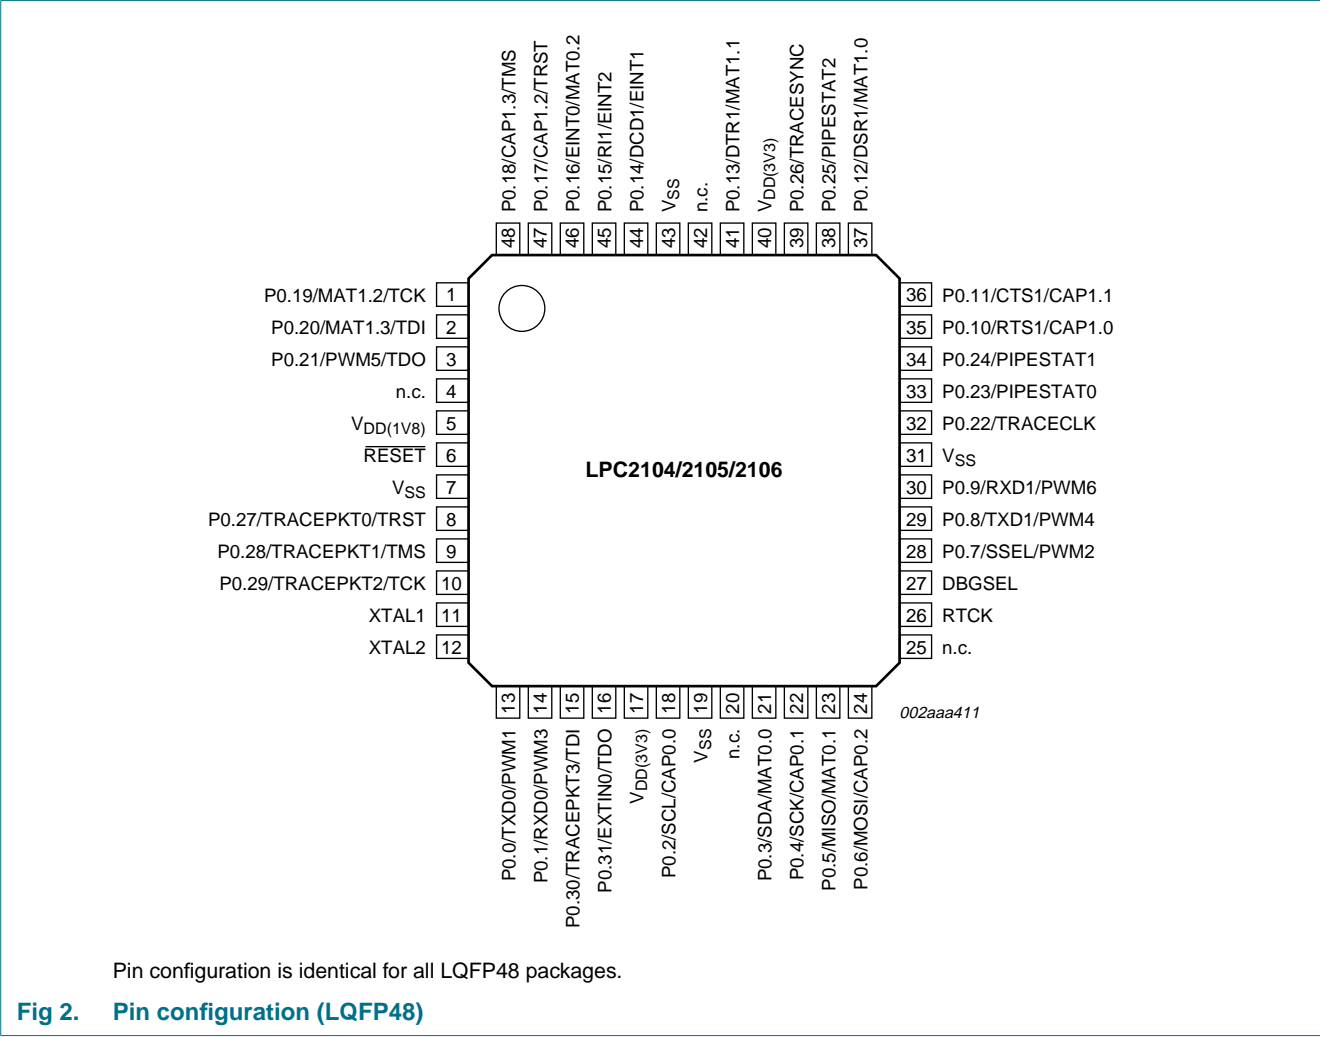 P0.18/CAP1.3/TMS
P0.17/CAP1.2/TRST
P0.16/EINT0/MAT0.2
P0.15/RI1/EINT2
P0.14/DCD1/EINT1
VSS
n.c.
P0.13/DTR1/MAT1.1
VDD(3V3)
P0.26/TRACESYNC
P0.25/PIPESTAT2
P0.12/DSR1/MAT1.0
48
47
46
45
44
43
42
41
40
39
38
37
P0.19/MAT1.2/TCK 1
P0.20/MAT1.3/TDI 2
P0.21/PWM5/TDO 3
n.c. 4
VDD(1V8) 5
RESET 6
VSS 7
P0.27/TRACEPKT0/TRST 8
P0.28/TRACEPKT1/TMS 9
P0.29/TRACEPKT2/TCK 10
XTAL1 11
XTAL2 12
LPC2104/2105/2106
36 P0.11/CTS1/CAP1.1
35 P0.10/RTS1/CAP1.0
34 P0.24/PIPESTAT1
33 P0.23/PIPESTAT0
32 P0.22/TRACECLK
31 VSS
30 P0.9/RXD1/PWM6
29 P0.8/TXD1/PWM4
28 P0.7/SSEL/PWM2
27 DBGSEL
26 RTCK
25 n.c.
13
14
15
16
17
18
19
20
21
22
23
24
P0.0/TXD0/PWM1
P0.1/RXD0/PWM3
P0.30/TRACEPKT3/TDI
P0.31/EXTIN0/TDO
VDD(3V3)
P0.2/SCL/CAP0.0
VSS
n.c.
P0.3/SDA/MAT0.0
P0.4/SCK/CAP0.1
P0.5/MISO/MAT0.1
P0.6/MOSI/CAP0.2
002aaa411
Pin configuration is identical for all LQFP48 packages.
Fig 2. Pin configuration (LQFP48)